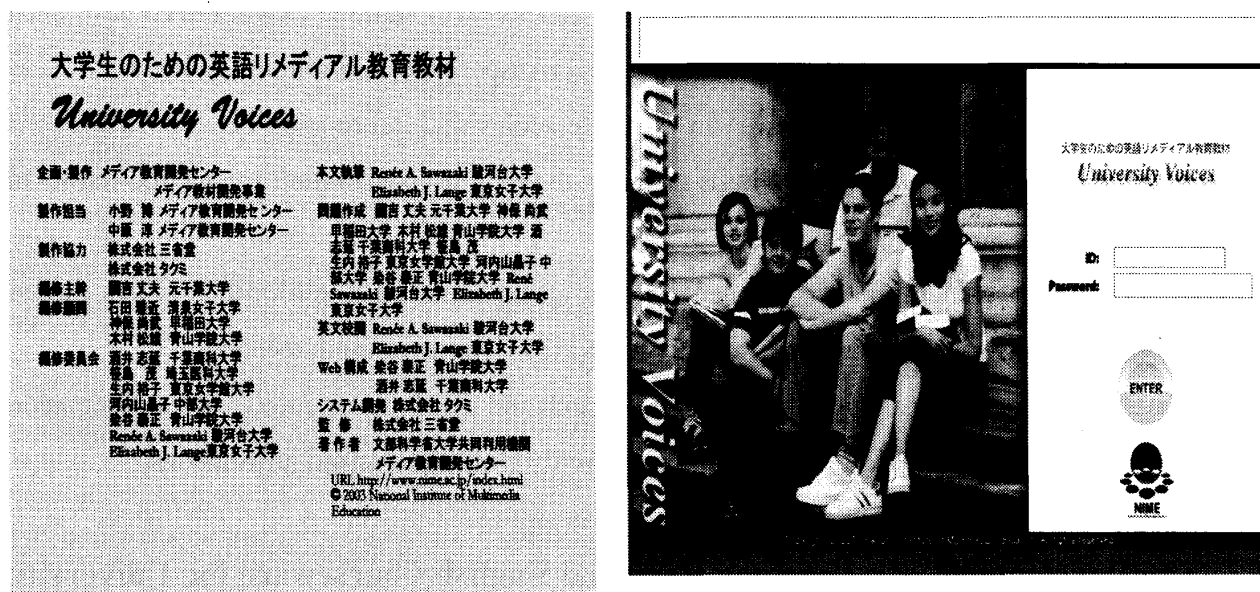 大学生のための英語リメディアル教育教材
University Voices
企画・製作 メディア教育開発センター
メディア教材開発事業
製作担当 小野 博 メディア教育開発センター
中原 淳 メディア教育開発センター
製作協力 株式会社 三省堂
株式会社 タクミ
編修主幹 國吉 丈夫 元千葉大学
編修顧問 石田 雅近 清泉女子大学
神保 尚武 早稲田大学
木村 松雄 青山学院大学
編修委員会 酒井 志延 千葉商科大学
笹島 茂 埼玉医科大学
生内 裕子 東京女学館大学
河内山晶子 中部大学
染谷 泰正 青山学院大学
Renée A. Sawazaki 駿河台大学
Elizabeth J. Lange東京女子大学
本文執筆 Renée A. Sawazaki 駿河台大学
Elizabeth J. Lange 東京女子大学
問題作成 國吉 丈夫 元千葉大学 神保 尚武
早稲田大学 木村 松雄 青山学院大学 酒
志延 千葉商科大学 笹島 茂
生内 裕子 東京女学館大学 河内山晶子 中
部大学 染谷 泰正 青山学院大学 René
Sawazaki 駿河台大学 Elizabeth J. Lange
東京女子大学
英文校閲 Renée A. Sawazaki 駿河台大学
Elizabeth J. Lange 東京女子大学
Web 構成 染谷 泰正 青山学院大学
酒井 志延 千葉商科大学
システム開発 株式会社 タクミ
監 修 株式会社 三省堂
著 作 者 文部科学省大学共同利用機関
メディア教育開発センター
URL http://www.nime.ac.jp/index.html
© 2003 National Institute of Multimedia
Education
University Voices
大学生のための英語リメディアル教育教材
University Voices
ID:
Password:
ENTER
NIME